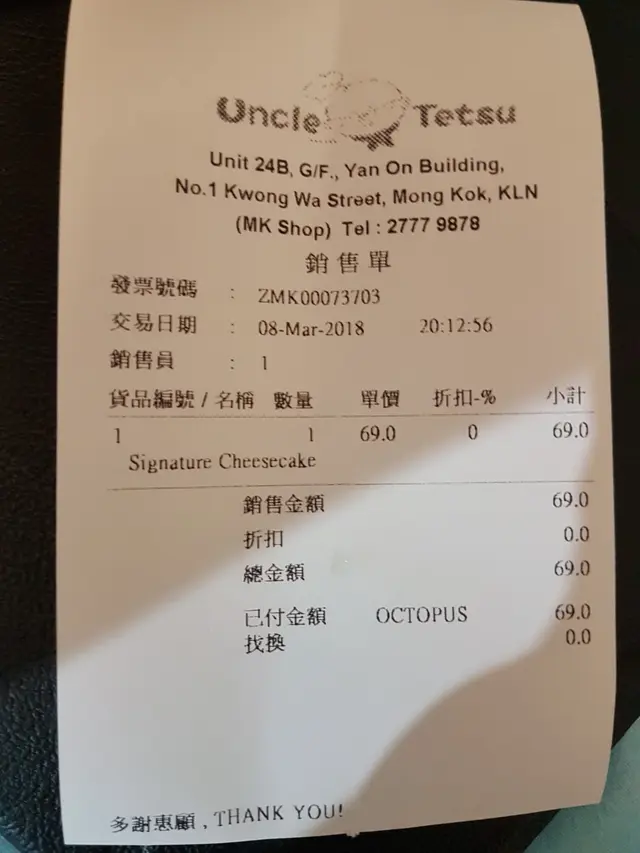 Uncle Tetsu
Unit 24B, G/F., Yan On Building,
No.1 Kwong Wa Street, Mong Kok, KLN
(MK Shop) Tel : 2777 9878
銷售單
發票號碼 : ZMK00073703
交易日期 : 08-Mar-2018 20:12:56
銷售員 : 1
貨品編號 / 名稱 數量 單價 折扣-% 小計
1 1 69.0 0 69.0
Signature Cheesecake
銷售金額 69.0
折扣 0.0
總金額 69.0
已付金額 OCTOPUS 69.0
找換 0.0
多謝惠顧 , THANK YOU!